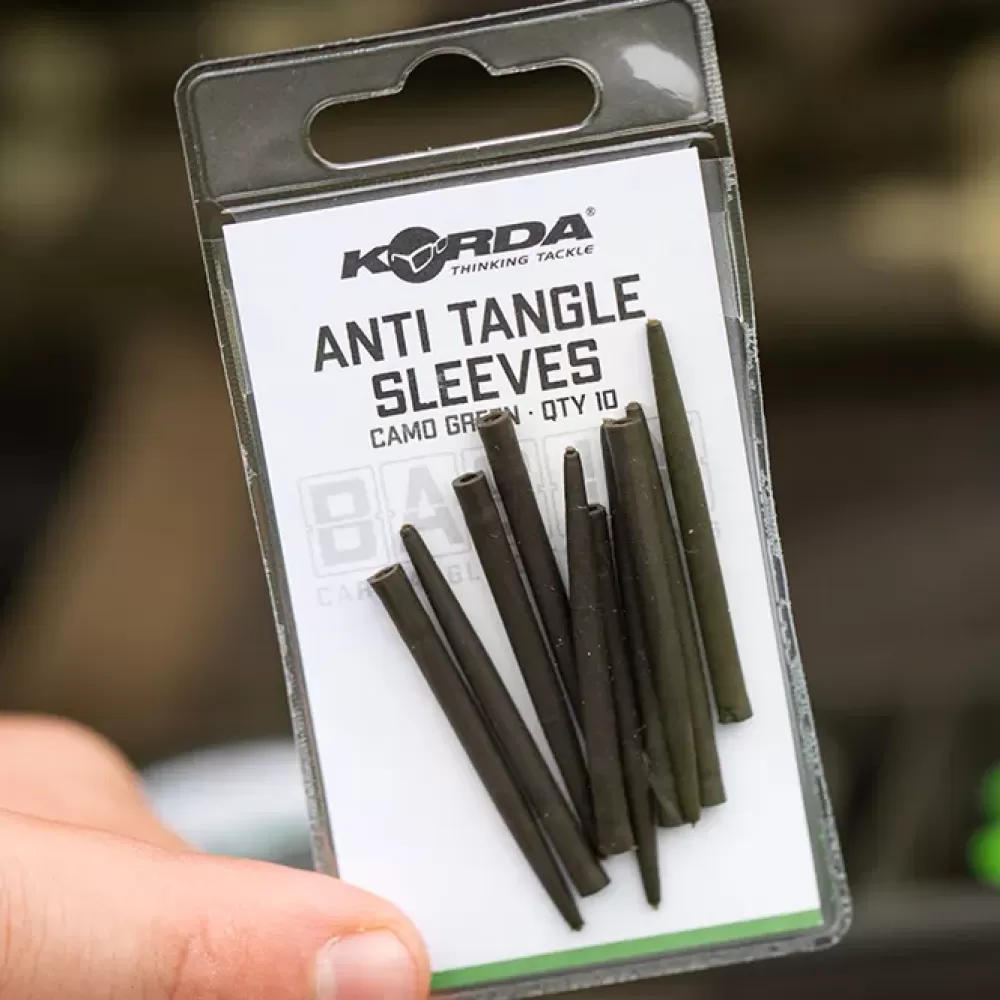 KORDA®
THINKING TACKLE
ANTI TANGLE
SLEEVES
CAMO GREEN · QTY 10